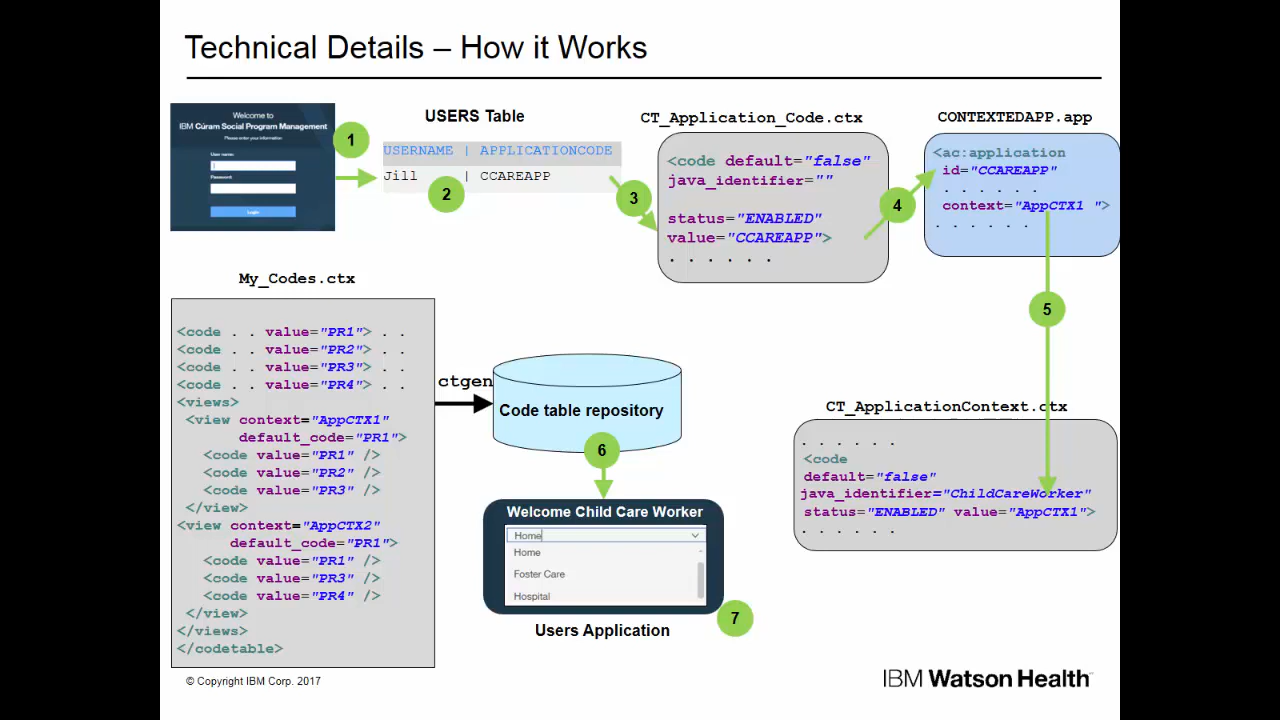 Technical Details – How it Works
Welcome to
IBM Cúram Social Program Management
Please enter your information
User name:
Password:
Login
1
USERS Table
USERNAME | APPLICATIONCODE
Jill | CCAREAPP
2
3
CT_Application_Code.ctx
<code default="false"
java_identifier=""
status="ENABLED"
value="CCAREAPP">
. . . . . .
4
CONTEXTEDAPP.app
<ac:application
id="CCAREAPP"
. . . . . .
context="AppCTX1 ">
. . . . . .
5
My_Codes.ctx
<code . . value="PR1"> . .
<code . . value="PR2"> . .
<code . . value="PR3"> . .
<code . . value="PR4"> . .
<views>
<view context="AppCTX1"
default_code="PR1">
<code value="PR1" />
<code value="PR2" />
<code value="PR3" />
</view>
<view context="AppCTX2"
default_code="PR1">
<code value="PR1" />
<code value="PR3" />
<code value="PR4" />
</view>
</views>
</codetable>
ctgen
Code table repository
6
Welcome Child Care Worker
Home
Home
Foster Care
Hospital
7
Users Application
CT_ApplicationContext.ctx
. . . . . .
<code
default="false"
java_identifier="ChildCareWorker"
status="ENABLED" value="AppCTX1">
. . . . . .
© Copyright IBM Corp. 2017
IBM Watson Health